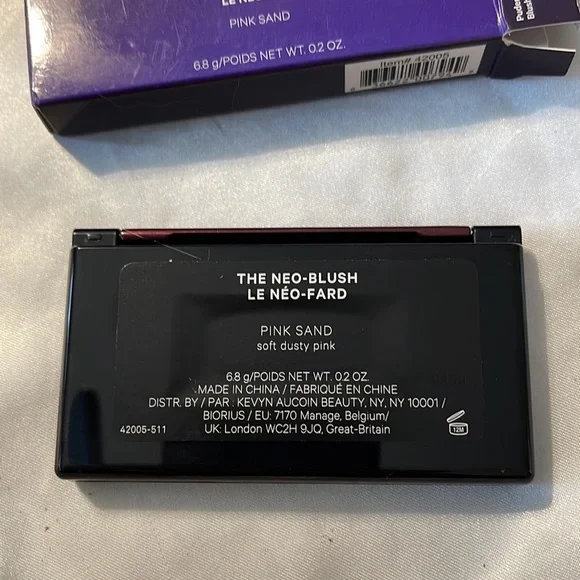 PINK SAND
6.8 g/POIDS NET WT. 0.2 OZ.
Item# 42005
THE NEO-BLUSH
LE NÉO-FARD
PINK SAND
soft dusty pink
6.8 g/POIDS NET WT. 0.2 OZ.
MADE IN CHINA / FABRIQUÉ EN CHINE
DISTR. BY / PAR : KEVYN AUCOIN BEAUTY, NY, NY 10001 /
BIORIUS / EU: 7170 Manage, Belgium/
UK: London WC2H 9JQ, Great-Britain
42005-511
12M